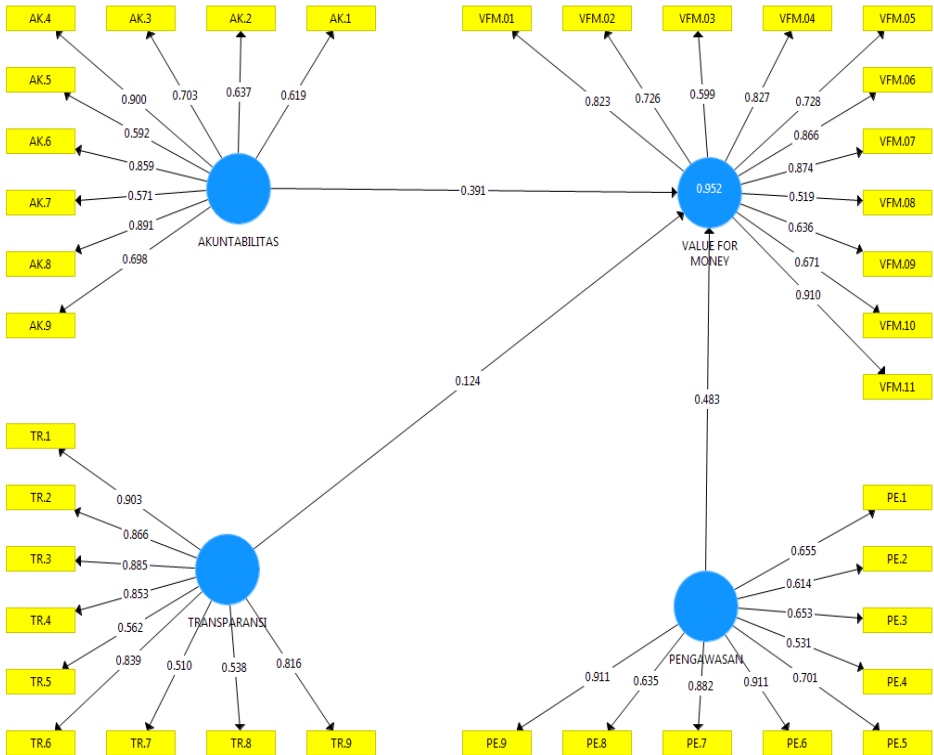 AK.4
AK.3
AK.2
AK.1
VFM.01
VFM.02
VFM.03
VFM.04
VFM.05
AK.5
VFM.06
0.900
0.703
0.637
0.619
0.823
0.726
0.599
0.827
0.728
AK.6
0.592
0.866
VFM.07
0.859
0.874
AK.7
0.571
0.391
0.952
0.519
VFM.08
0.891
0.636
AK.8
AKUNTABILITAS
VALUE FOR
MONEY
VFM.09
0.698
0.671
0.910
AK.9
VFM.10
0.124
VFM.11
0.483
TR.1
TR.2
0.903
PE.1
0.866
0.655
TR.3
0.885
PE.2
0.614
TR.4
0.853
0.653
PE.3
0.562
TRANSPARANSI
0.531
TR.5
0.839
0.510
0.538
0.816
PENGAWASAN
PE.4
0.911
0.635
0.882
0.911
0.701
TR.6
TR.7
TR.8
TR.9
PE.9
PE.8
PE.7
PE.6
PE.5